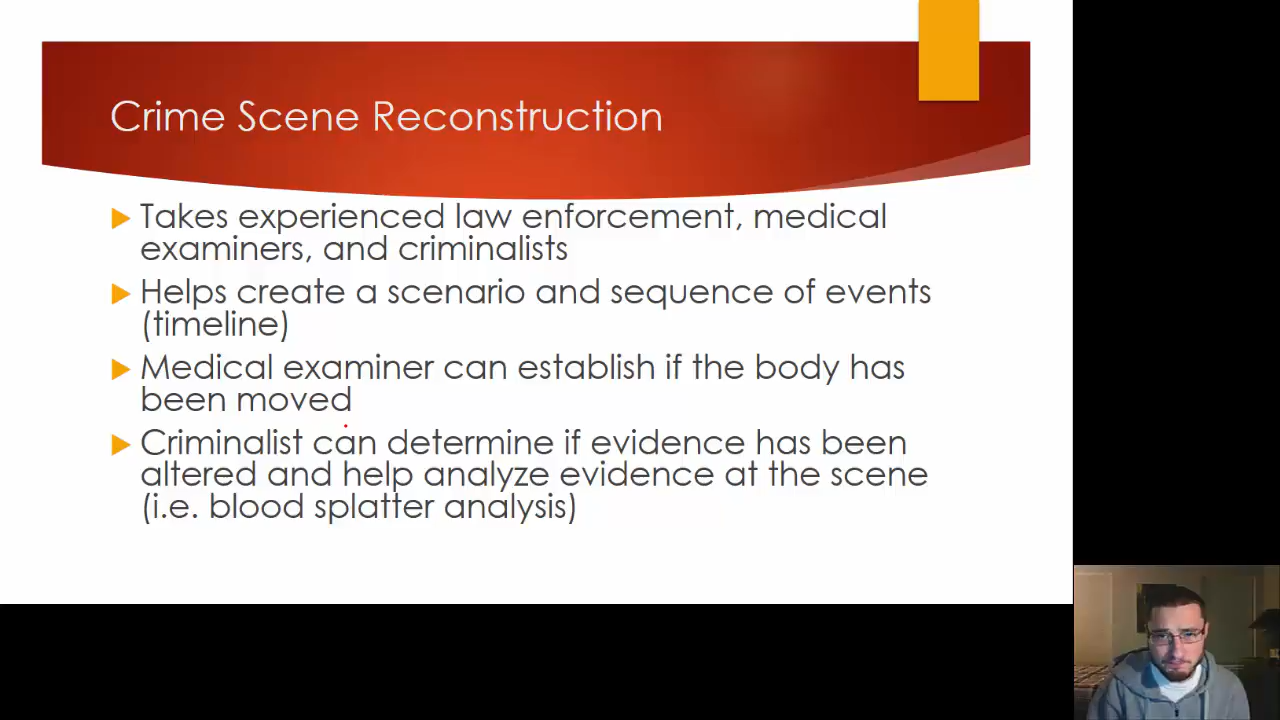 Crime Scene Reconstruction
Takes experienced law enforcement, medical
examiners, and criminalists
Helps create a scenario and sequence of events
(timeline)
Medical examiner can establish if the body has
been moved
Criminalist can determine if evidence has been
altered and help analyze evidence at the scene
(i.e. blood splatter analysis)